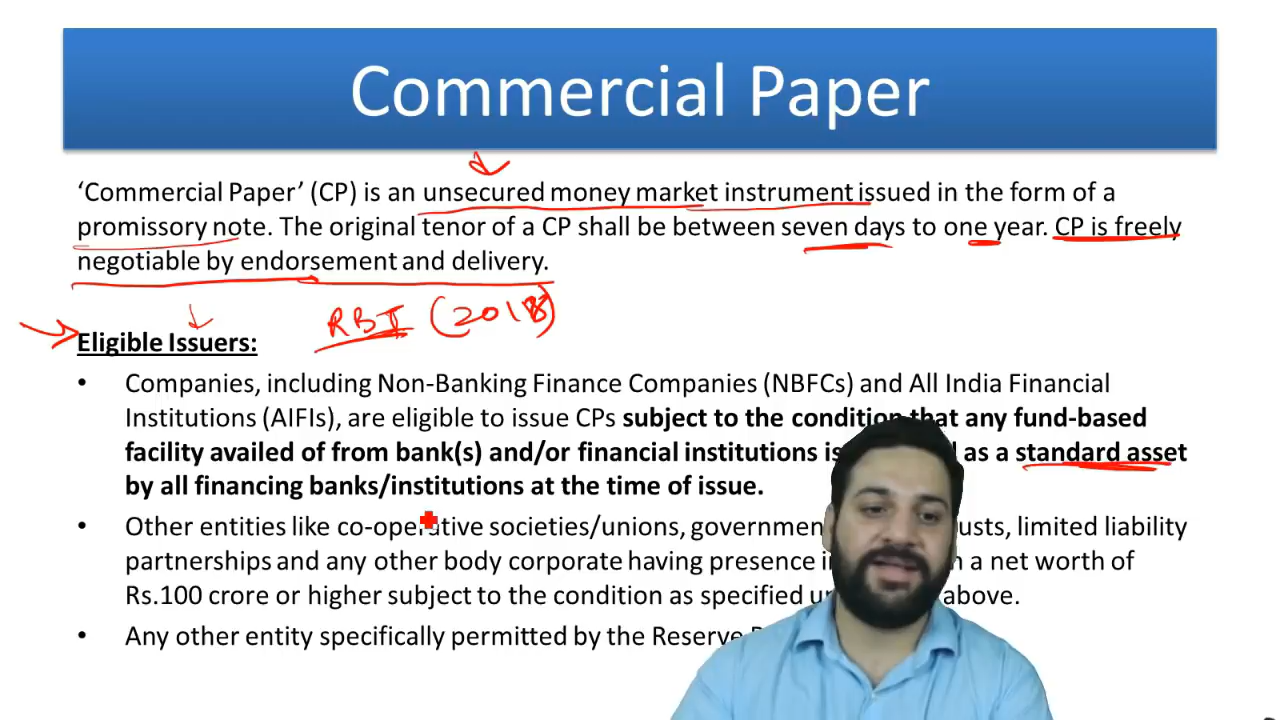 Commercial Paper
‘Commercial Paper’ (CP) is an unsecured money market instrument issued in the form of a
promissory note. The original tenor of a CP shall be between seven days to one year. CP is freely
negotiable by endorsement and delivery.
RBI (2018)
Eligible Issuers:
• Companies, including Non-Banking Finance Companies (NBFCs) and All India Financial
Institutions (AIFIs), are eligible to issue CPs subject to the condition that any fund-based
facility availed of from bank(s) and/or financial institutions as a standard asset
by all financing banks/institutions at the time of issue.
• Other entities like co-operative societies/unions, limited liability
partnerships and any other body corporate having presence a net worth of
Rs.100 crore or higher subject to the condition as specified above.
• Any other entity specifically permitted by the Reserve